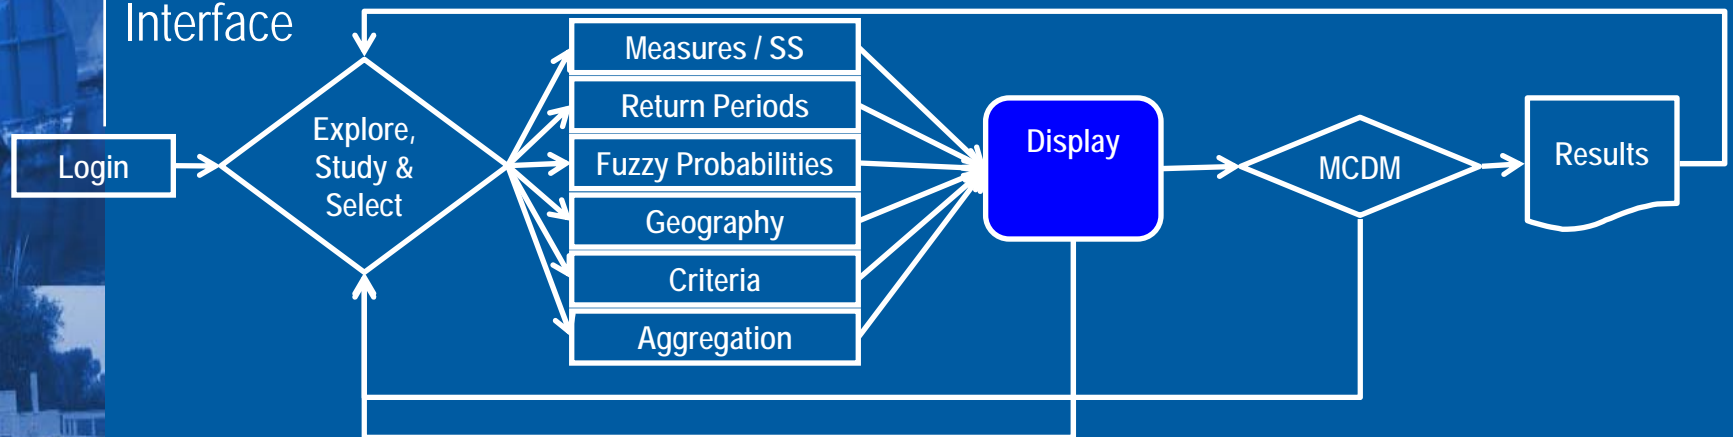 Interface
Login
Explore,
Study &
Select
Measures / SS
Return Periods
Fuzzy Probabilities
Geography
Criteria
Aggregation
Display
MCDM
Results